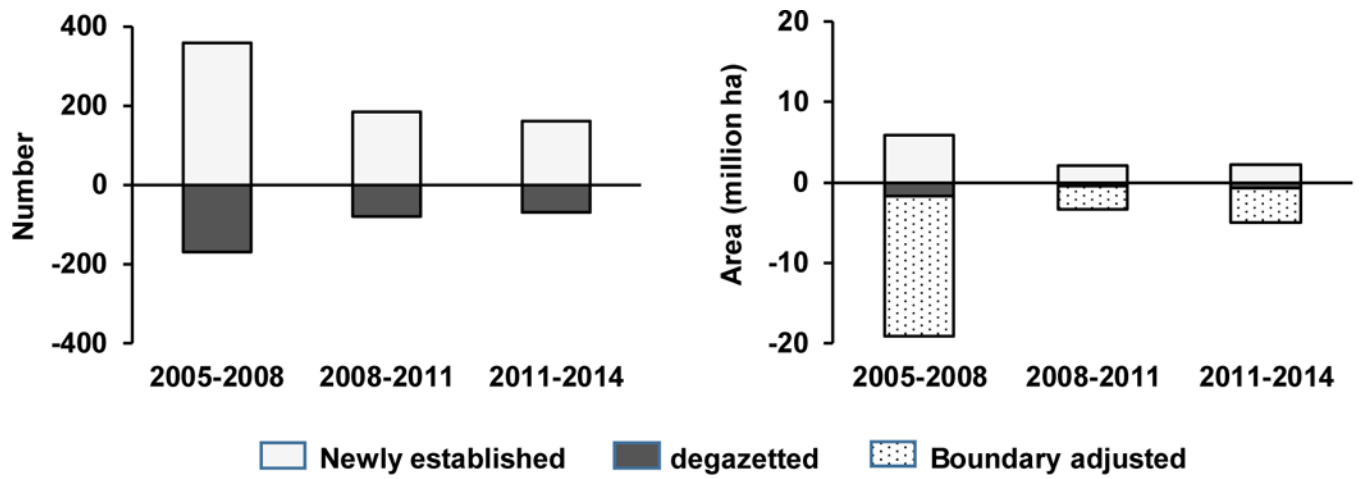 Number
400
200
0
-200
-400
2005-2008 2008-2011 2011-2014
Area (million ha)
20
10
0
-10
-20
2005-2008 2008-2011 2011-2014
Newly established degazetted Boundary adjusted